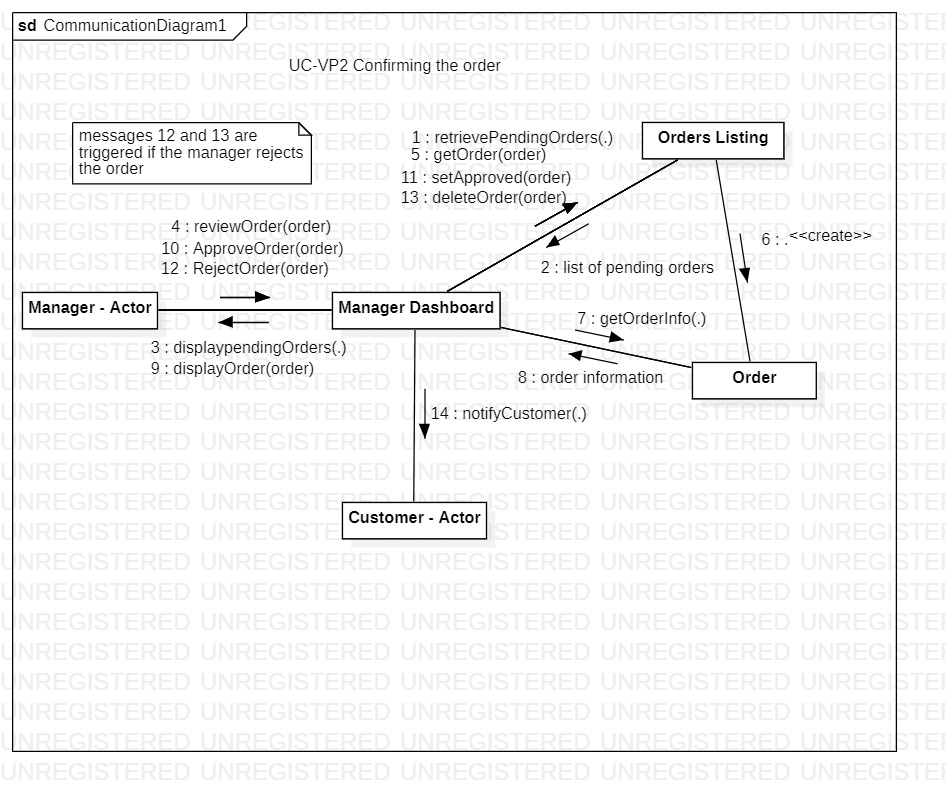 sd CommunicationDiagram1
UC-VP2 Confirming the order
messages 12 and 13 are
triggered if the manager rejects
the order
1 : retrievePendingOrders(.)
5 : getOrder(order)
11 : setApproved(order)
13 : deleteOrder(order)
Orders Listing
4 : reviewOrder(order)
10 : ApproveOrder(order)
12 : RejectOrder(order)
6 : .<<create>>
2 : list of pending orders
Manager - Actor
Manager Dashboard
7 : getOrderInfo(.)
3 : displaypendingOrders(.)
9 : displayOrder(order)
8 : order information
Order
14 : notifyCustomer(.)
Customer - Actor
UNREGISTERED